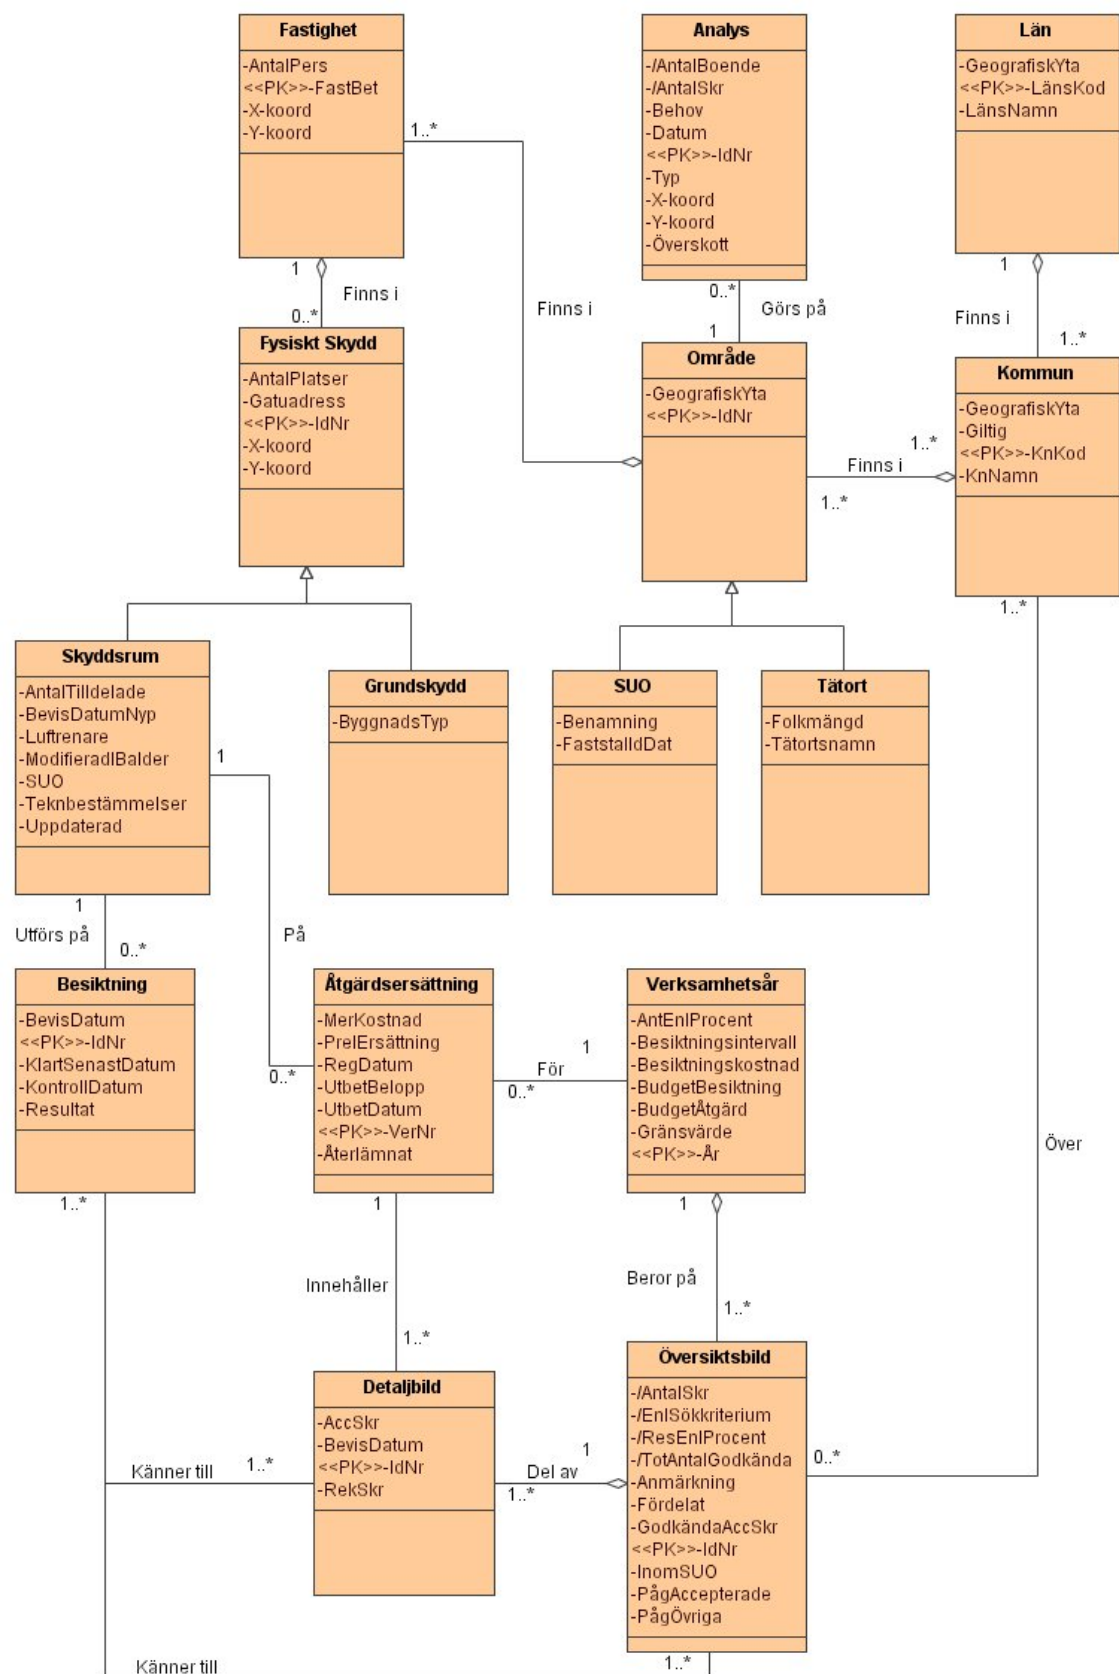 Fastighet
-AntalPers
<<PK>>-FastBet
-X-koord
-Y-koord
1..*
1
Finns i
0..*
Analys
-/AntalBoende
-/AntalSkr
-Behov
-Datum
<<PK>>-IdNr
-Typ
-X-koord
-Y-koord
-Överskott
0..*
Görs på
1
Län
-GeografiskYta
<<PK>>-LänsKod
-LänsNamn
1
Finns i
1..*
Finns i
Fysiskt Skydd
-AntalPlatser
-Gatuadress
<<PK>>-IdNr
-X-koord
-Y-koord
Område
-GeografiskYta
<<PK>>-IdNr
1..*
Finns i
1..*
Kommun
-GeografiskYta
-Giltig
<<PK>>-KnKod
-KnNamn
1..*
Skyddsrum
-AntalTilldelade
-BevisDatumNyp
-Luftrenare
-ModifieradIBalder
-SUO
-Teknbestämmelser
-Uppdaterad
1
Grundskydd
-ByggnadsTyp
SUO
-Benamning
-FaststalldDat
Tätort
-Folkmängd
-Tätortsnamn
1
Utförs på
0..*
På
0..*
Besiktning
-BevisDatum
<<PK>>-IdNr
-KlartSenastDatum
-KontrollDatum
-Resultat
1..*
Åtgärdsersättning
-MerKostnad
-PrelErsättning
-RegDatum
-UtbetBelopp
-UtbetDatum
<<PK>>-VerNr
-Återlämnat
1
För
0..*
1
Verksamhetsår
-AntEnlProcent
-Besiktningsintervall
-Besiktningskostnad
-BudgetBesiktning
-BudgetÅtgärd
-Gränsvärde
<<PK>>-År
1
Över
Innehåller
1..*
Beror på
1..*
Detaljbild
-AccSkr
-BevisDatum
<<PK>>-IdNr
-RekSkr
Översiktsbild
-/AntalSkr
-/EnlSökkriterium
-/ResEnlProcent
-/TotAntalGodkända
-Anmärkning
-Fördelat
-GodkändaAccSkr
<<PK>>-IdNr
-InomSUO
-PågAccepterade
-PågÖvriga
0..*
Känner till
1..*
1
Del av
1..*
Känner till
1..*